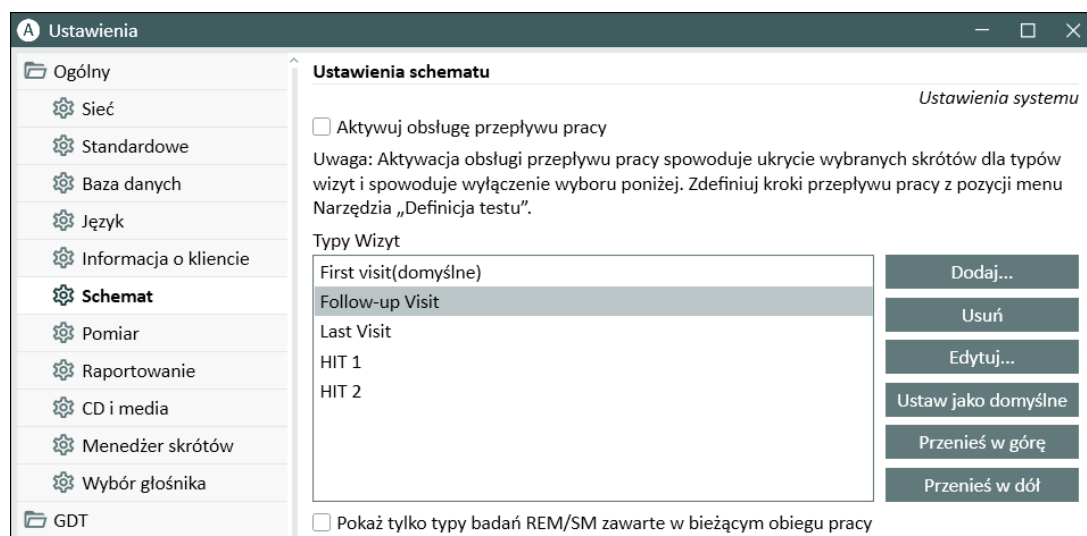 A Ustawienia
Ogólny
Sieć
Standardowe
Baza danych
Język
Informacja o kliencie
Schemat
Pomiar
Raportowanie
CD i media
Menedżer skrótów
Wybór głośnika
GDT
Ustawienia schematu
Ustawienia systemu
Aktywuj obsługę przepływu pracy
Uwaga: Aktywacja obsługi przepływu pracy spowoduje ukrycie wybranych skrótów dla typów
wizyt i spowoduje wyłączenie wyboru poniżej. Zdefiniuj kroki przepływu pracy z pozycji menu
Narzędzia „Definicja testu”.
Typy Wizyt
First visit(domyślne)
Follow-up Visit
Last Visit
HIT 1
HIT 2
Dodaj...
Usuń
Edytuj...
Ustaw jako domyślne
Przenieś w górę
Przenieś w dół
Pokaż tylko typy badań REM/SM zawarte w bieżącym obiegu pracy